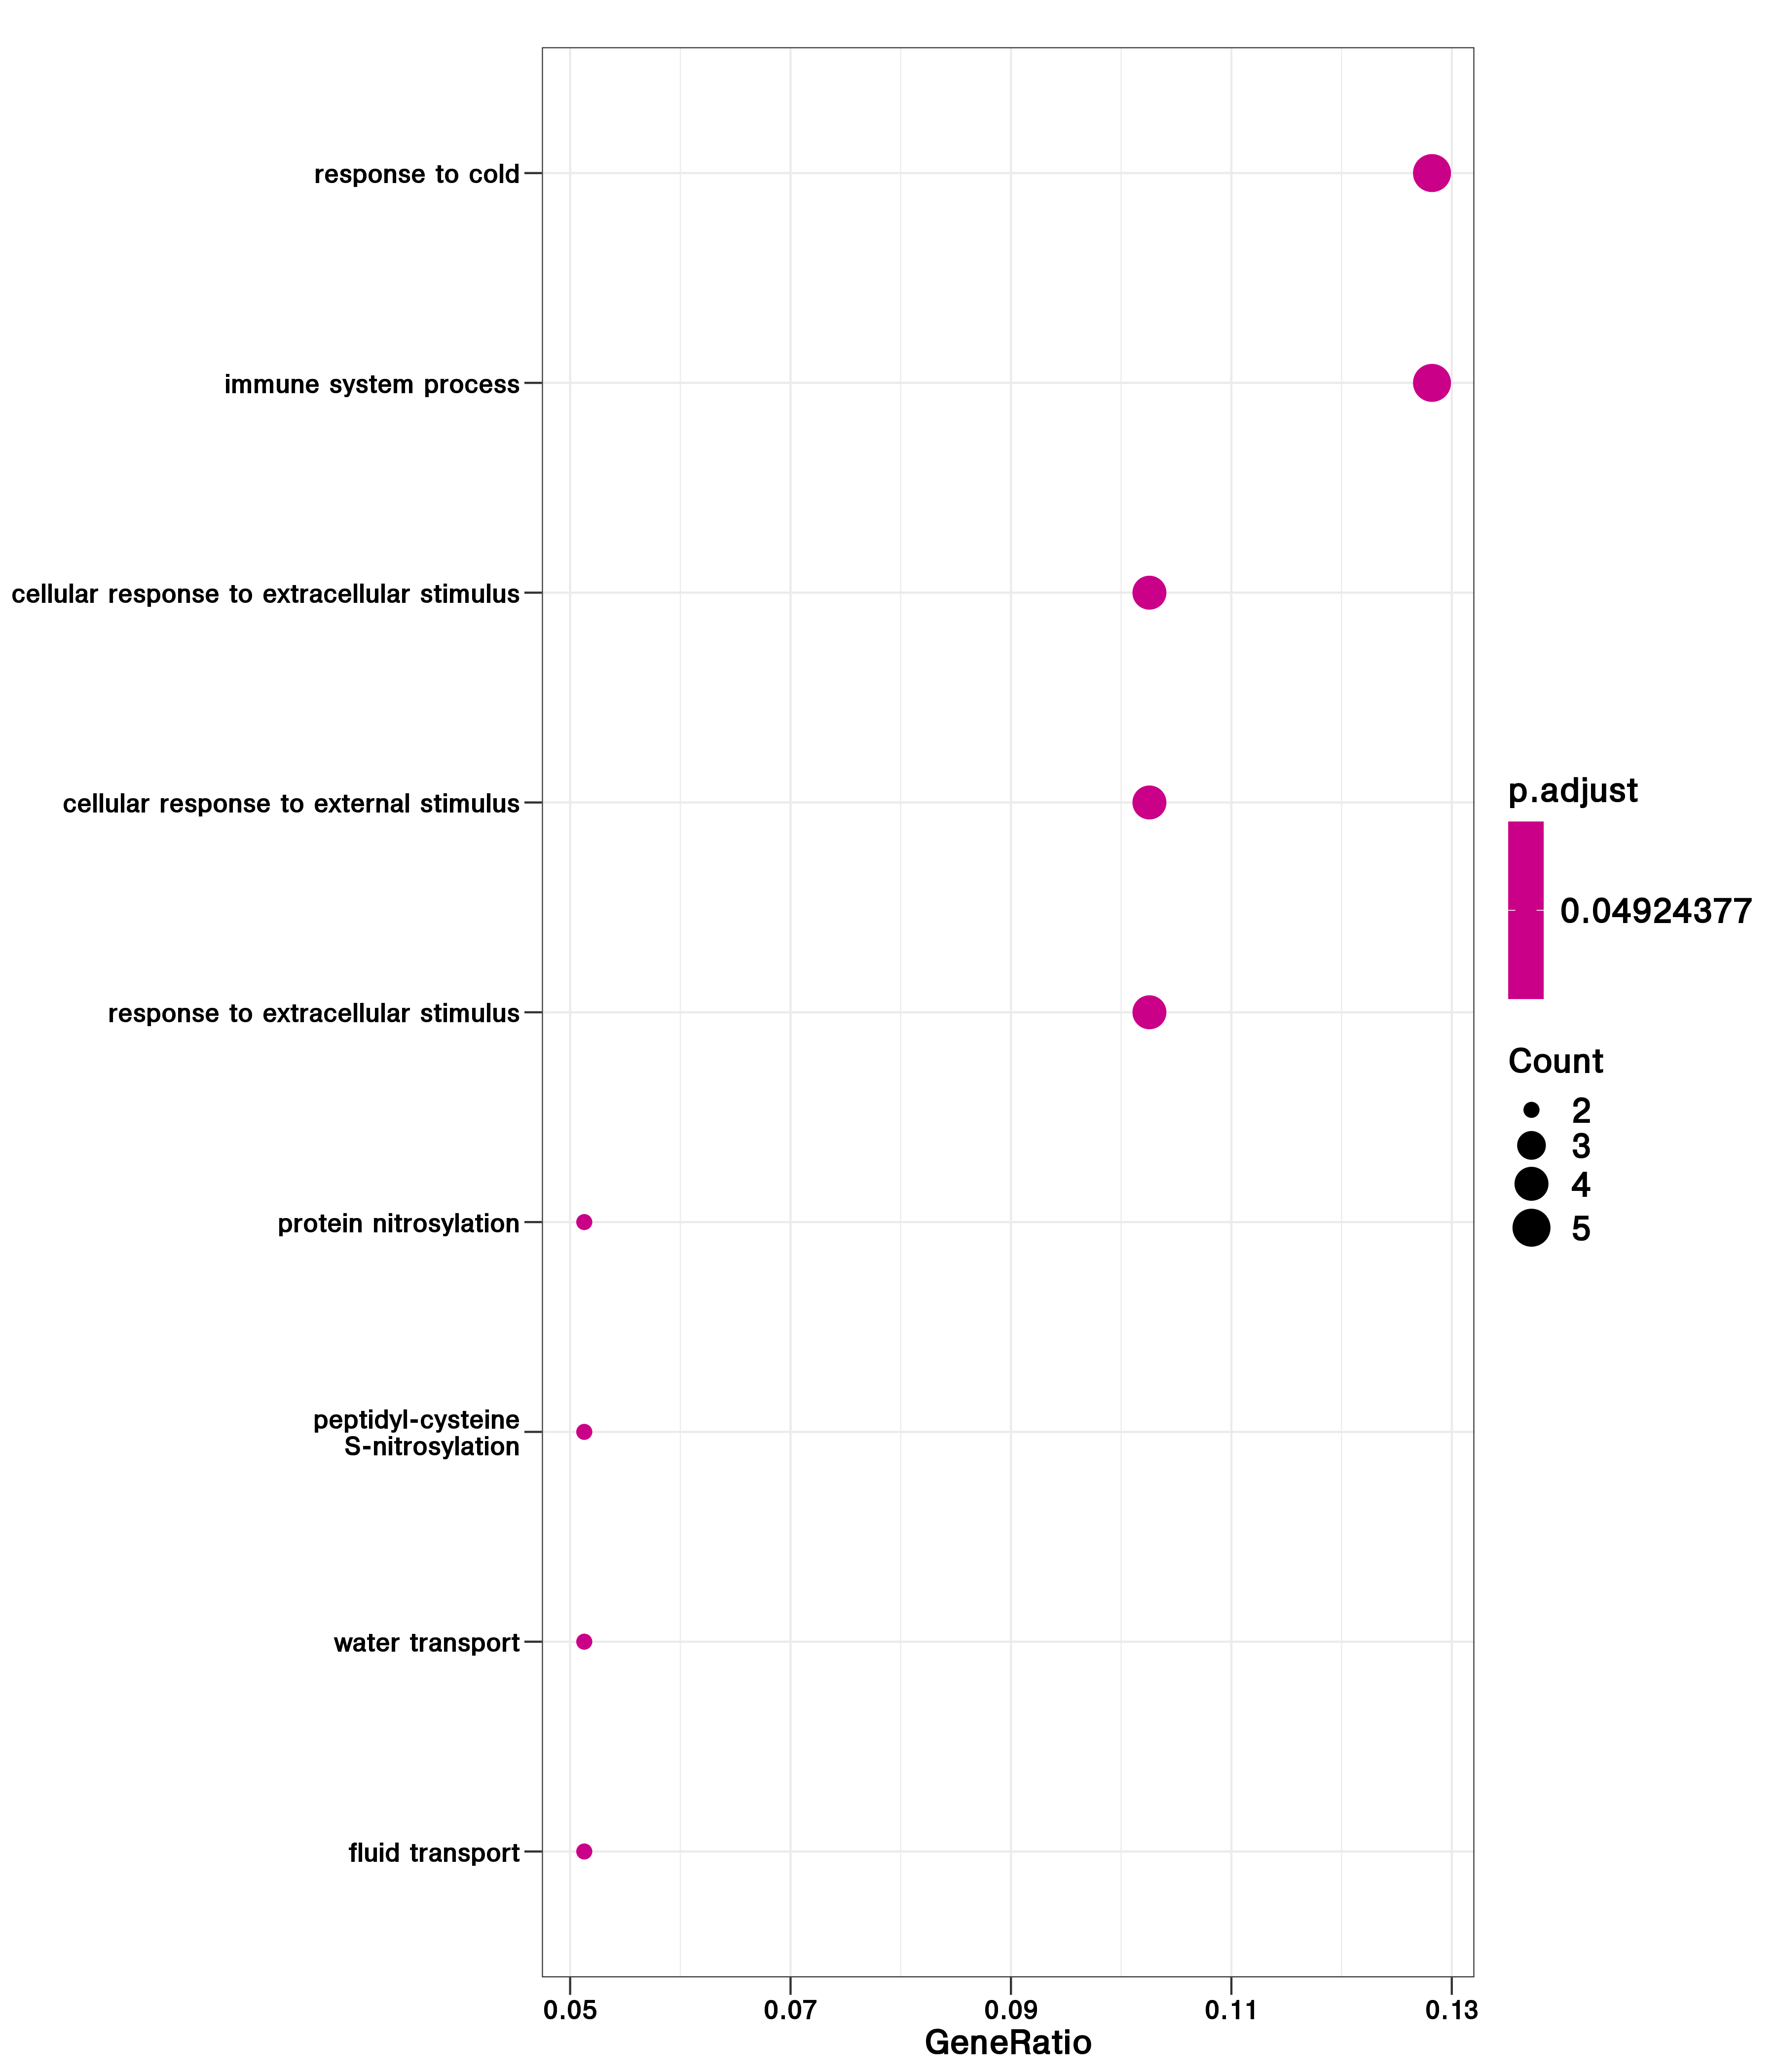 response to cold
immune system process
cellular response to extracellular stimulus
cellular response to external stimulus
response to extracellular stimulus
protein nitrosylation
peptidyl-cysteine
S-nitrosylation
water transport
fluid transport
0.05 0.07 0.09 0.11 0.13
GeneRatio
p.adjust
0.04924377
Count
2
3
4
5